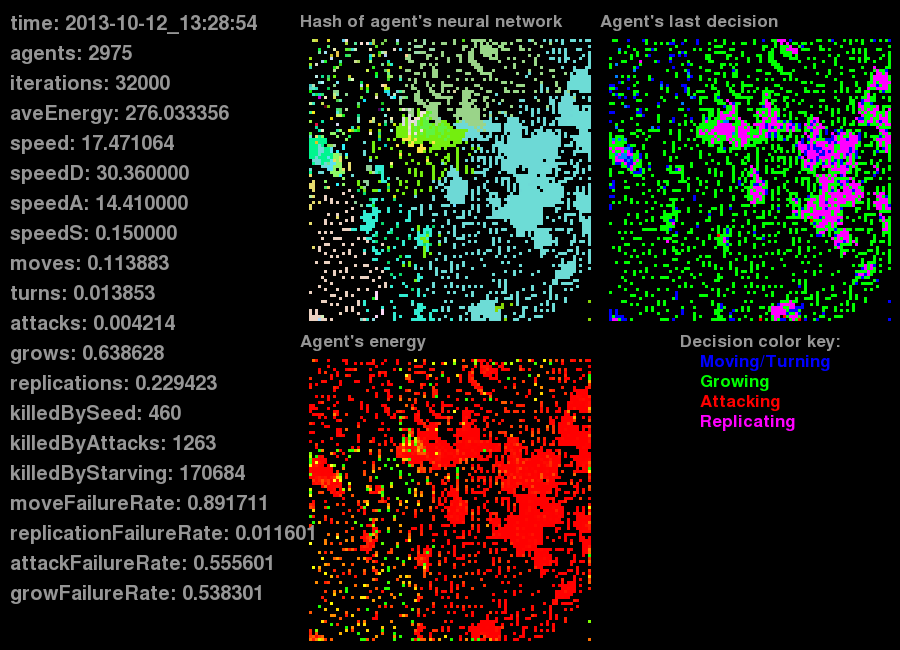 time: 2013-10-12_13:28:54
agents: 2975
iterations: 32000
aveEnergy: 276.033356
speed: 17.471064
speedD: 30.360000
speedA: 14.410000
speedS: 0.150000
moves: 0.113883
turns: 0.013853
attacks: 0.004214
grows: 0.638628
replications: 0.229423
killedBySeed: 460
killedByAttacks: 1263
killedByStarving: 170684
moveFailureRate: 0.891711
replicationFailureRate: 0.011601
attackFailureRate: 0.555601
growFailureRate: 0.538301
Hash of agent's neural network
Agent's last decision
Agent's energy
Decision color key:
Moving/Turning
Growing
Attacking
Replicating